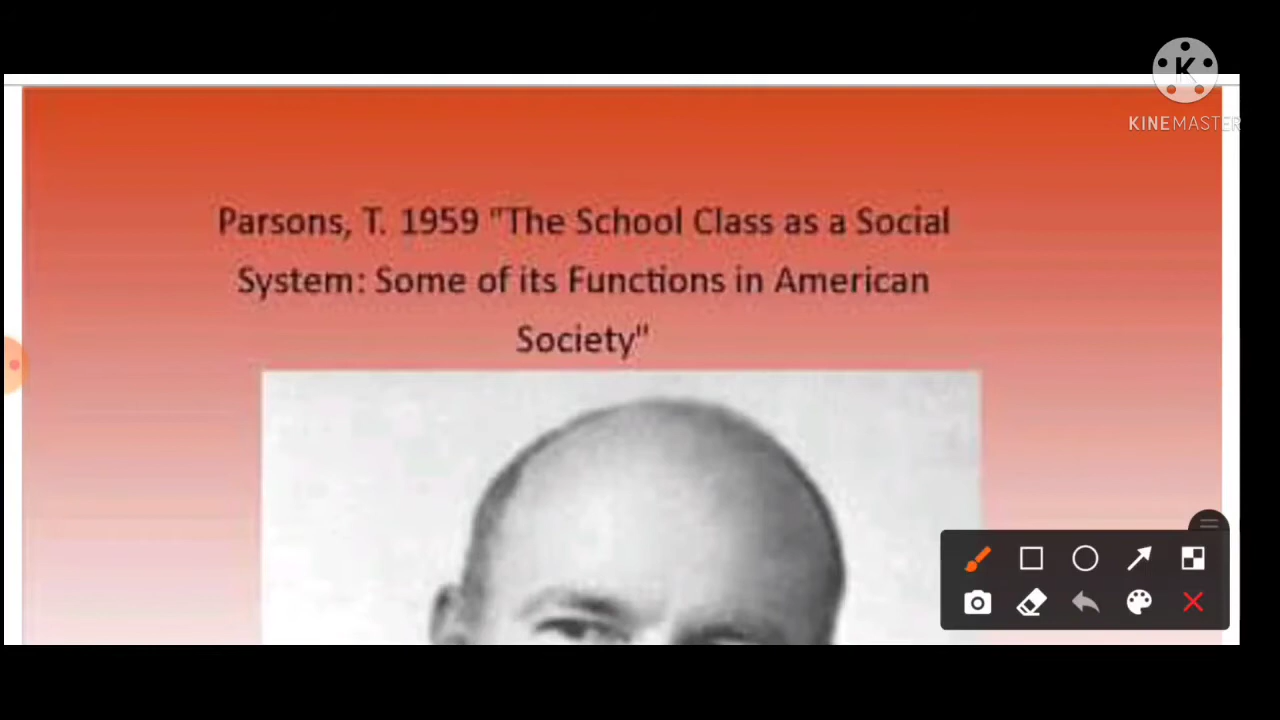 KINEMASTER
Parsons, T. 1959 "The School Class as a Social
System: Some of its Functions in American
Society"